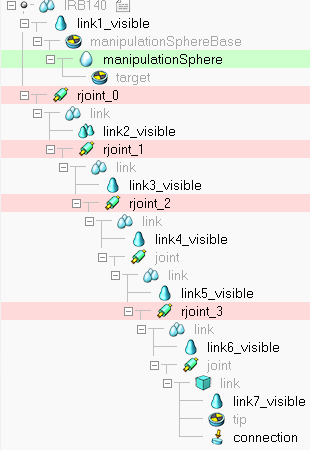 IRB140
link1_visible
manipulationSphereBase
manipulationSphere
target
rjoint_0
link
link2_visible
rjoint_1
link
link3_visible
rjoint_2
link
link4_visible
joint
link
link5_visible
rjoint_3
link
link6_visible
joint
link
link7_visible
tip
connection